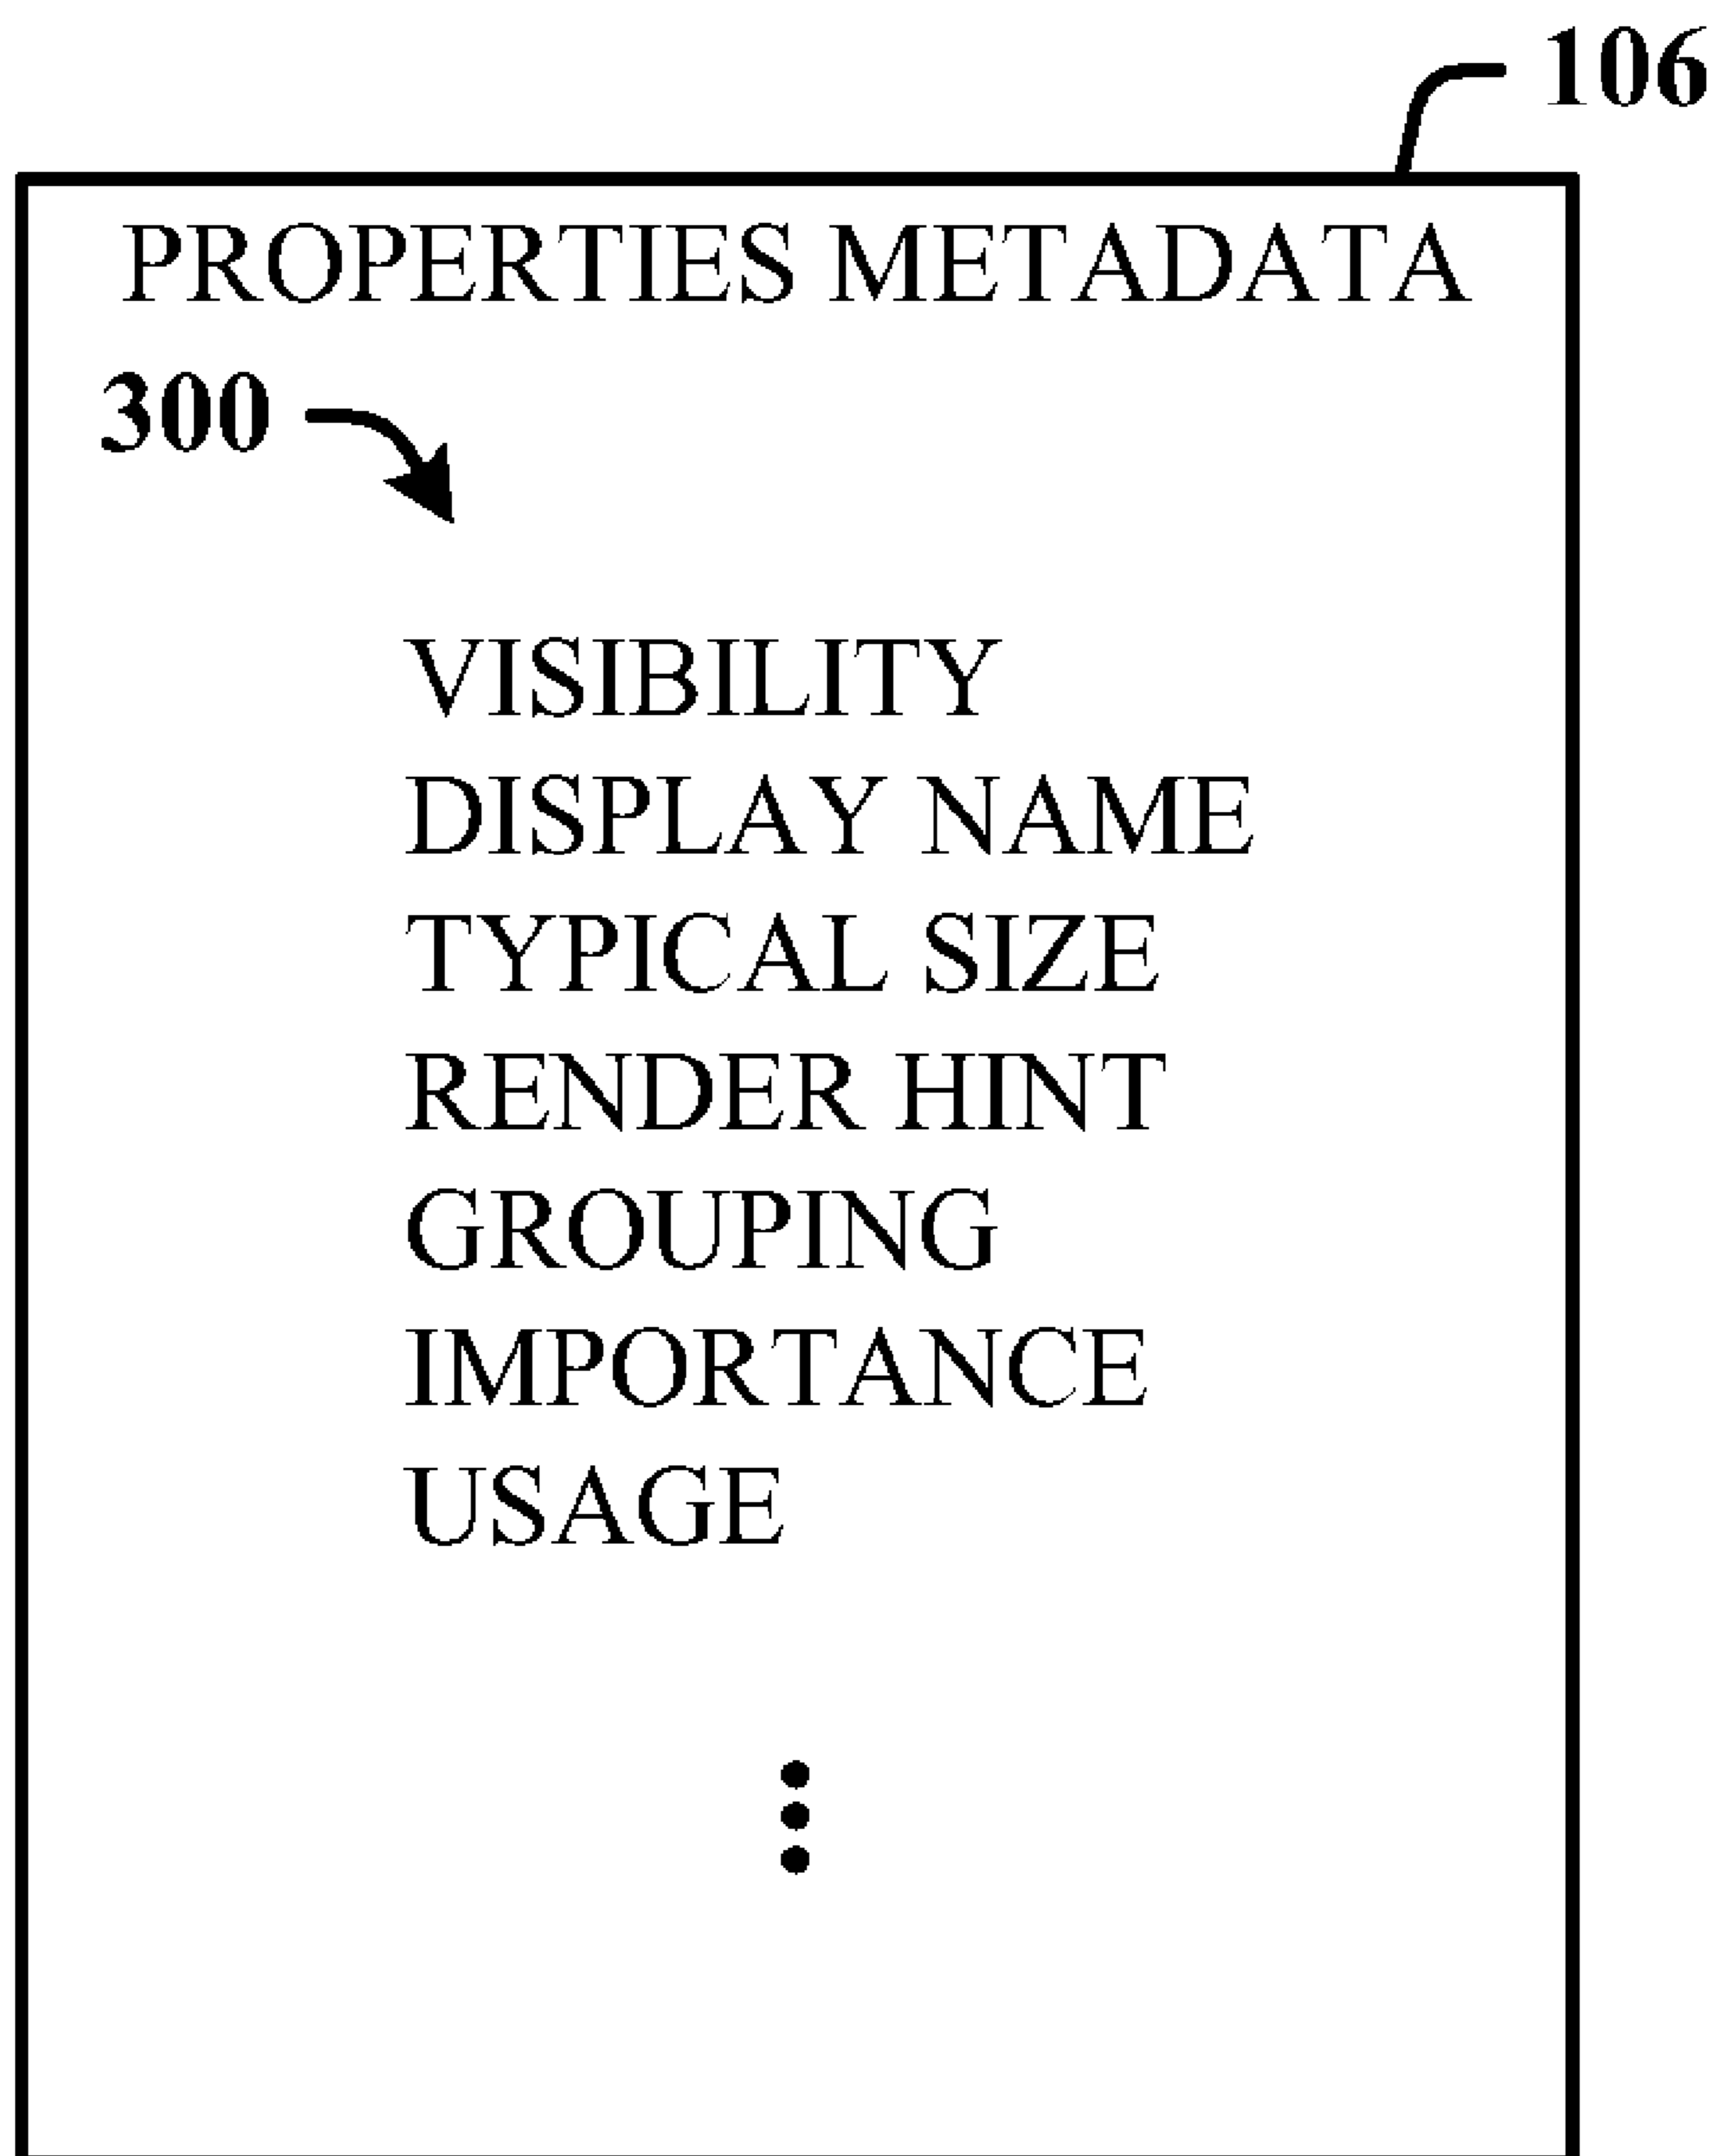 106
PROPERTIES METADATA
300
VISIBILITY
DISPLAY NAME
TYPICAL SIZE
RENDER HINT
GROUPING
IMPORTANCE
USAGE